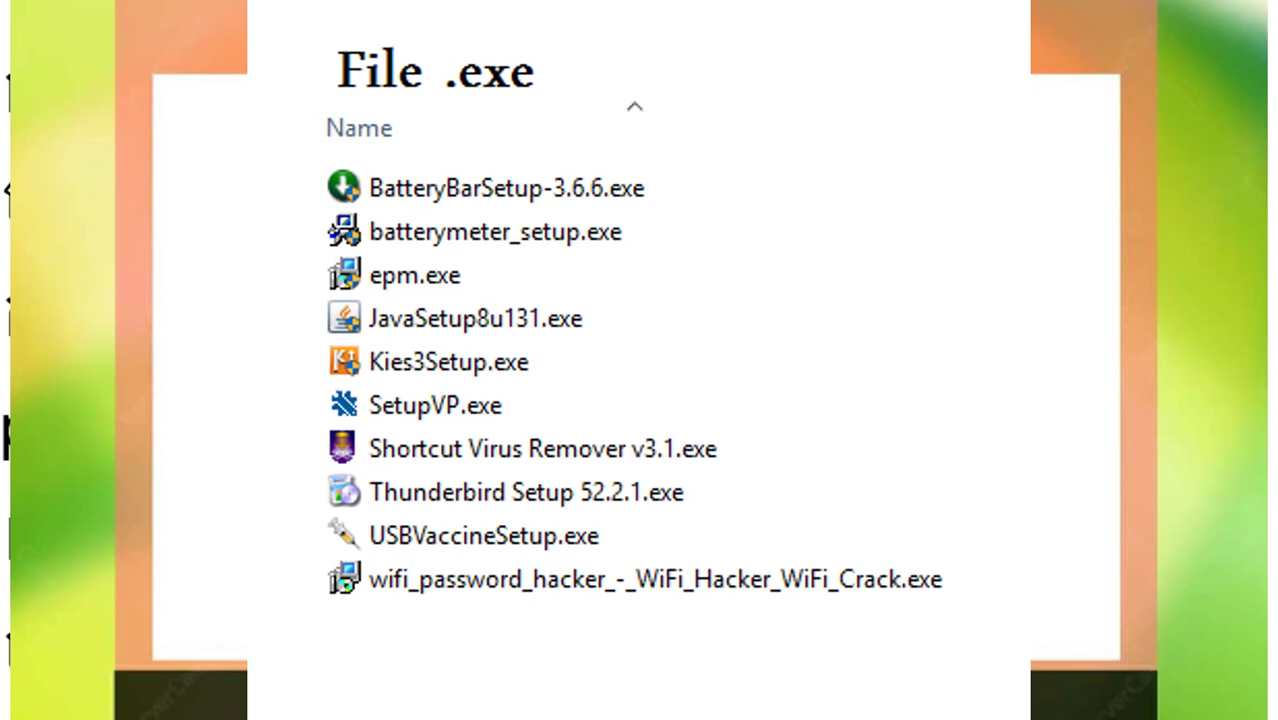 File .exe
Name
BatteryBarSetup-3.6.6.exe
batterymeter_setup.exe
epm.exe
JavaSetup8u131.exe
Kies3Setup.exe
SetupVP.exe
Shortcut Virus Remover v3.1.exe
Thunderbird Setup 52.2.1.exe
USBVaccineSetup.exe
wifi_password_hacker_-_WiFi_Hacker_WiFi_Crack.exe